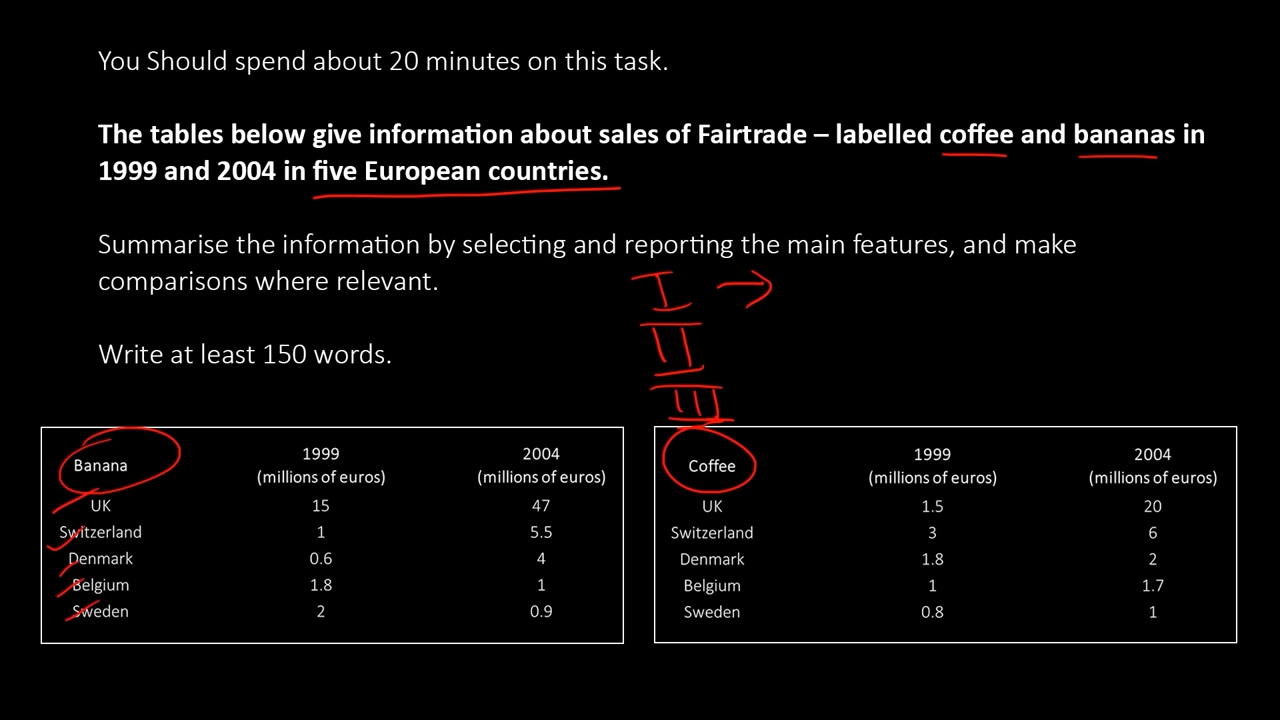 You Should spend about 20 minutes on this task.
The tables below give information about sales of Fairtrade – labelled coffee and bananas in
1999 and 2004 in five European countries.
Summarise the information by selecting and reporting the main features, and make
comparisons where relevant.
I
II
III
Write at least 150 words.
Banana 1999 2004
(millions of euros) (millions of euros)
UK 15 47
Switzerland 1 5.5
Denmark 0.6 4
Belgium 1.8 1
Sweden 2 0.9
Coffee 1999 2004
(millions of euros) (millions of euros)
UK 1.5 20
Switzerland 3 6
Denmark 1.8 2
Belgium 1 1.7
Sweden 0.8 1